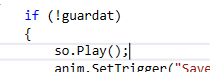 if (!guardat)
{
so.Play();
anim.SetTrigger("Save